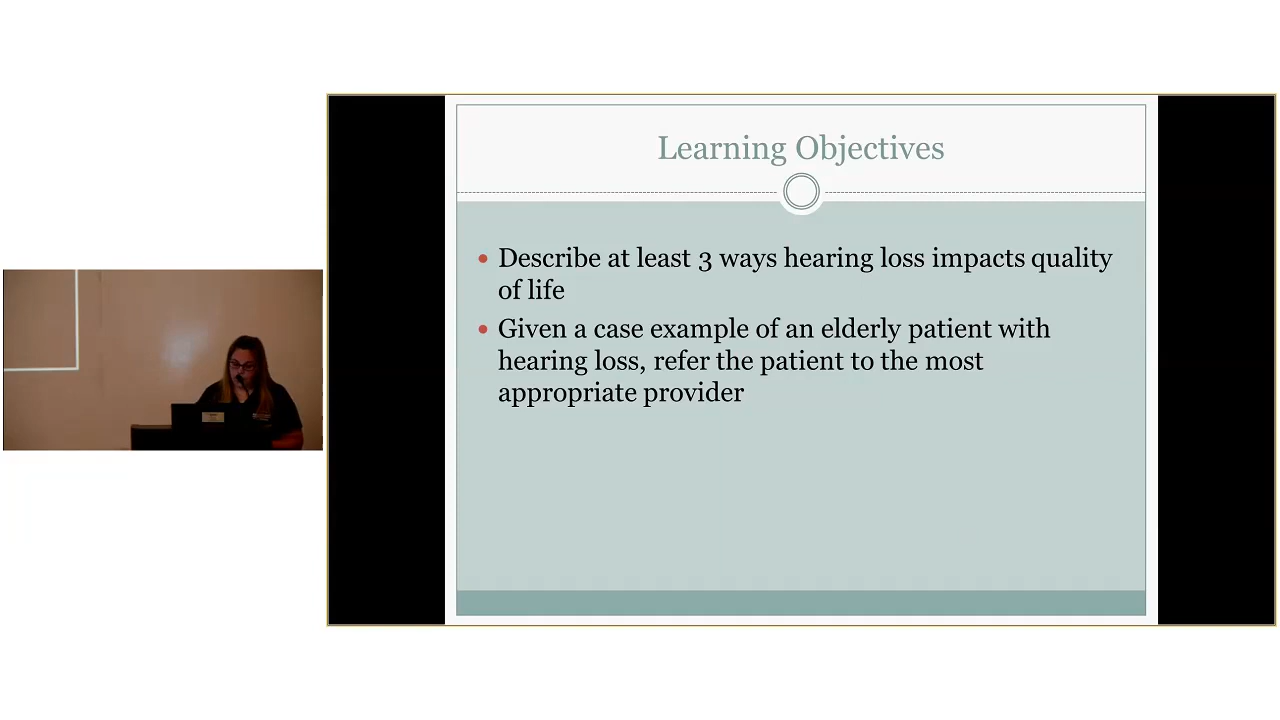 Learning Objectives
Describe at least 3 ways hearing loss impacts quality
of life
Given a case example of an elderly patient with
hearing loss, refer the patient to the most
appropriate provider